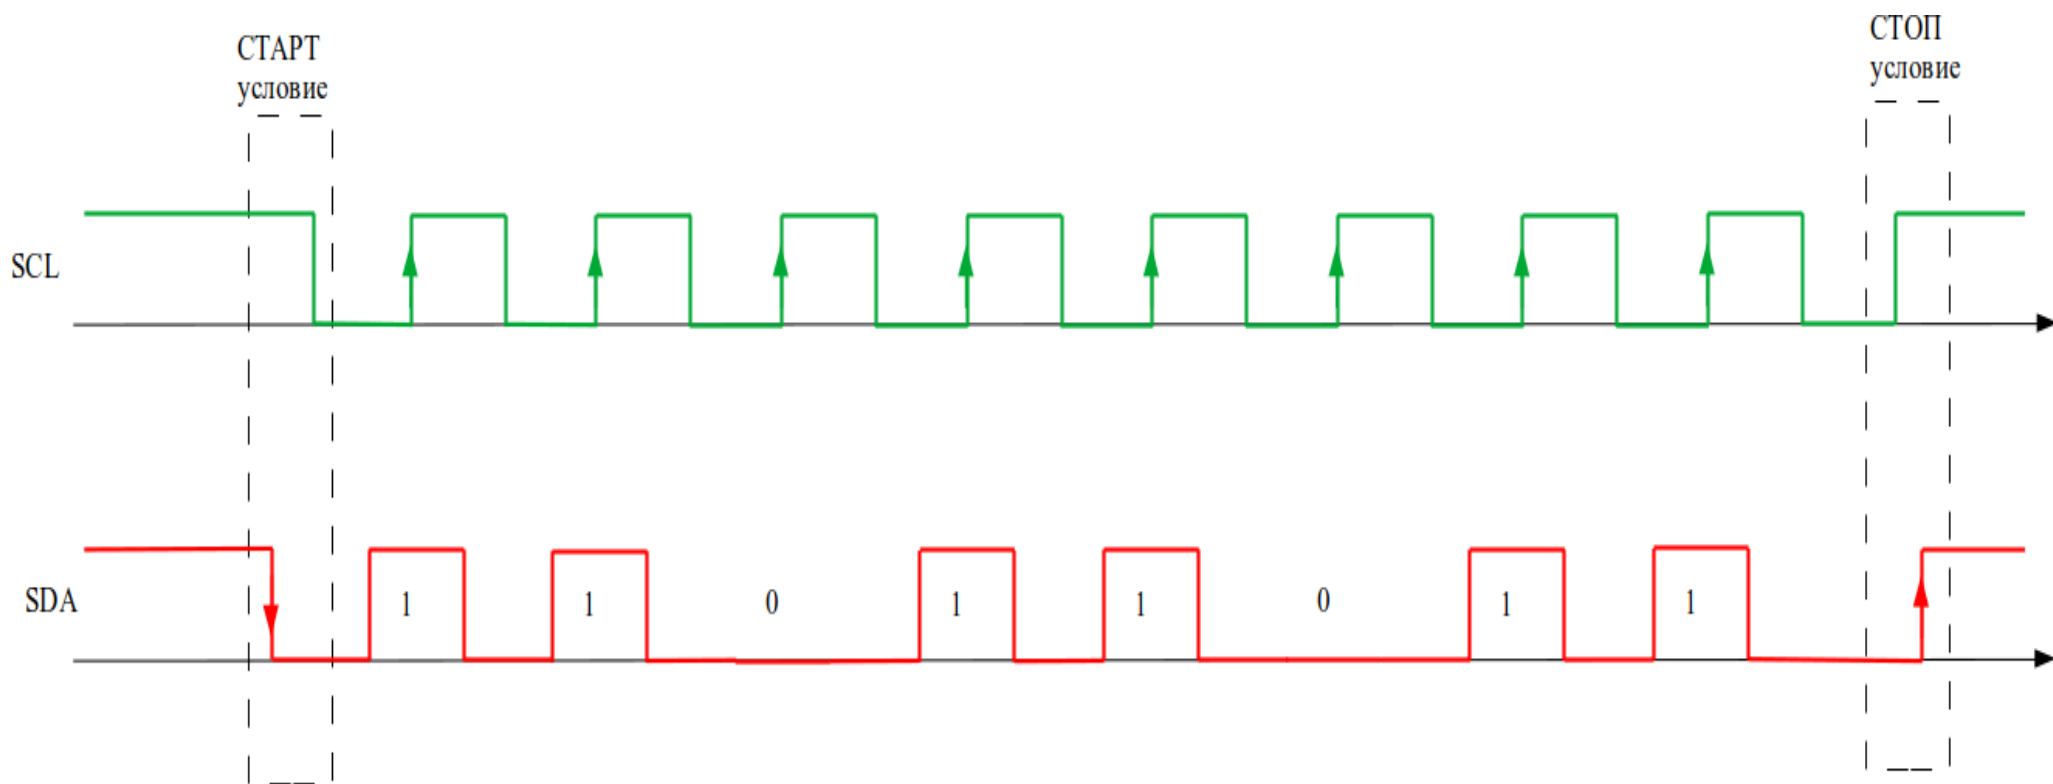 СТАРТ
условие
СТОП
условие
SCL
SDA
1 1 0 1 1 0 1 1